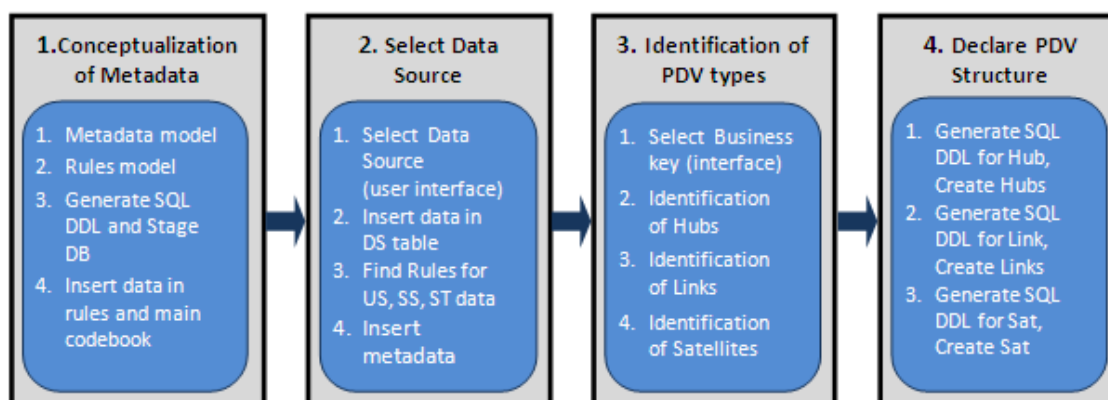 1.Conceptualization
of Metadata
1. Metadata model
2. Rules model
3. Generate SQL
DDL and Stage
DB
4. Insert data in
rules and main
codebook
2. Select Data
Source
1. Select Data
Source
(user interface)
2. Insert data in
DS table
3. Find Rules for
US, SS, ST data
4. Insert
metadata
3. Identification of
PDV types
1. Select Business
key (interface)
2. Identification
of Hubs
3. Identification
of Links
4. Identification
of Satellites
4. Declare PDV
Structure
1. Generate SQL
DDL for Hub,
Create Hubs
2. Generate SQL
DDL for Link,
Create Links
3. Generate SQL
DDL for Sat,
Create Sat